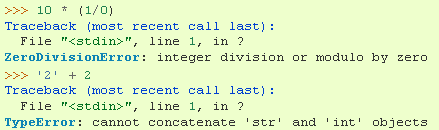 >>> 10 * (1/0)
Traceback (most recent call last):
  File "<stdin>", line 1, in ?
ZeroDivisionError: integer division or modulo by zero
>>> '2' + 2
Traceback (most recent call last):
  File "<stdin>", line 1, in ?
TypeError: cannot concatenate 'str' and 'int' objects